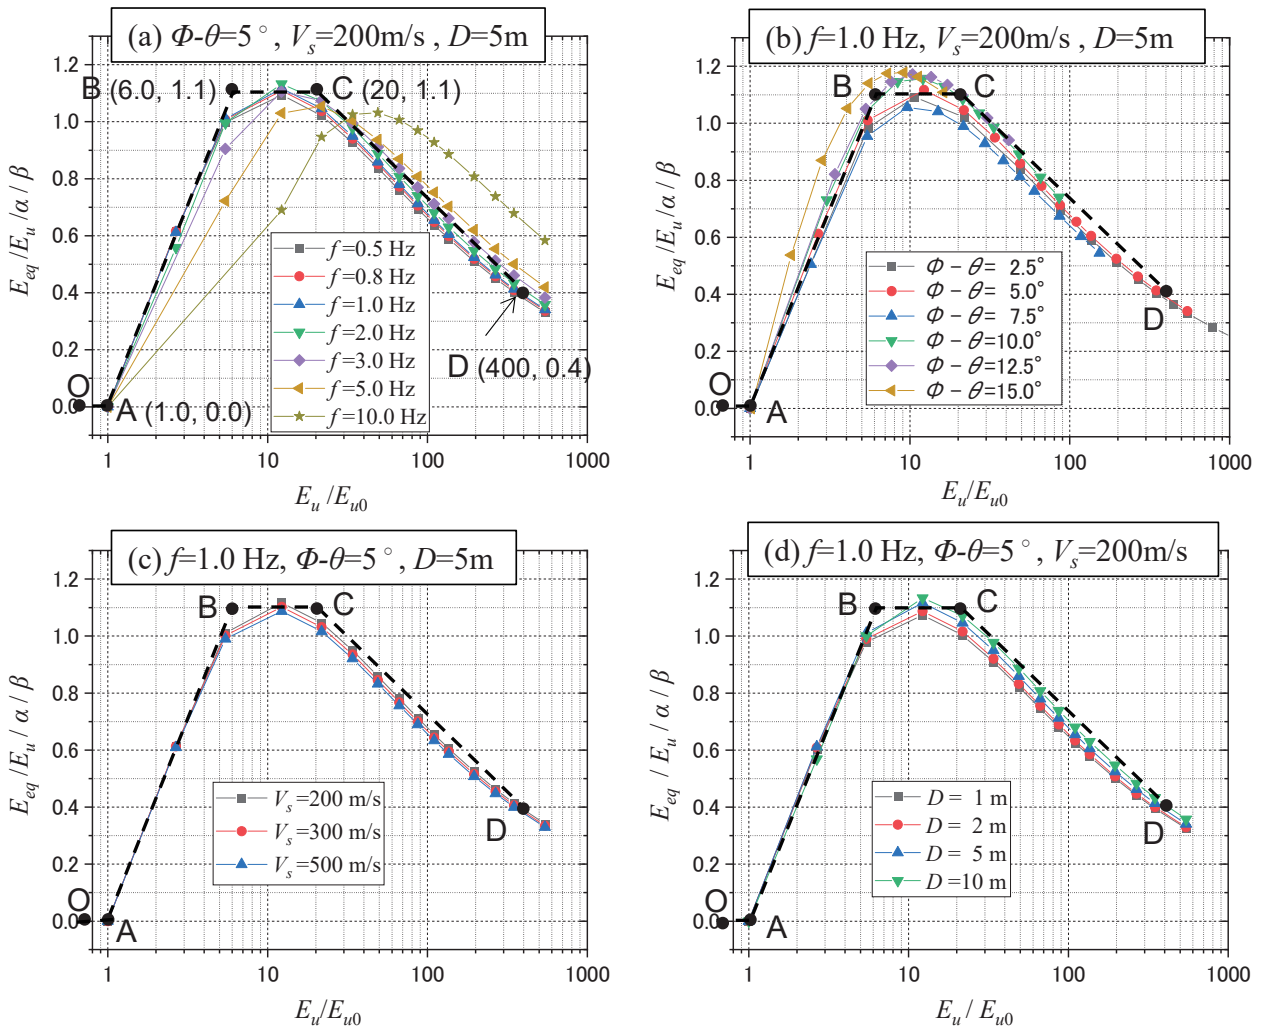 (a) Φ-θ=5°, Vs=200m/s , D=5m
1.2
1.0
0.8
0.6
0.4
0.2
0.0
Eeq/Eu/α/β
B (6.0, 1.1)
C (20, 1.1)
f=0.5 Hz
f=0.8 Hz
f=1.0 Hz
f=2.0 Hz
f=3.0 Hz
f=5.0 Hz
f=10.0 Hz
D (400, 0.4)
O
A (1.0, 0.0)
1
10
100
1000
Eu/Eu0
(b) f=1.0 Hz, Vs=200m/s , D=5m
1.2
1.0
0.8
0.6
0.4
0.2
0.0
Eeq/Eu/α/β
B
C
Φ − θ= 2.5°
Φ − θ= 5.0°
Φ − θ= 7.5°
Φ − θ=10.0°
Φ − θ=12.5°
Φ − θ=15.0°
D
O
A
1
10
100
1000
Eu/Eu0
(c) f=1.0 Hz, Φ-θ=5°, D=5m
1.2
1.0
0.8
0.6
0.4
0.2
0.0
Eeq/Eu/α/β
B
C
Vs=200 m/s
Vs=300 m/s
Vs=500 m/s
D
O
A
1
10
100
1000
Eu/Eu0
(d) f=1.0 Hz, Φ-θ=5°, Vs=200m/s
1.2
1.0
0.8
0.6
0.4
0.2
0.0
Eeq/Eu/α/β
B
C
D = 1 m
D = 2 m
D = 5 m
D =10 m
D
O
A
1
10
100
1000
Eu/Eu0